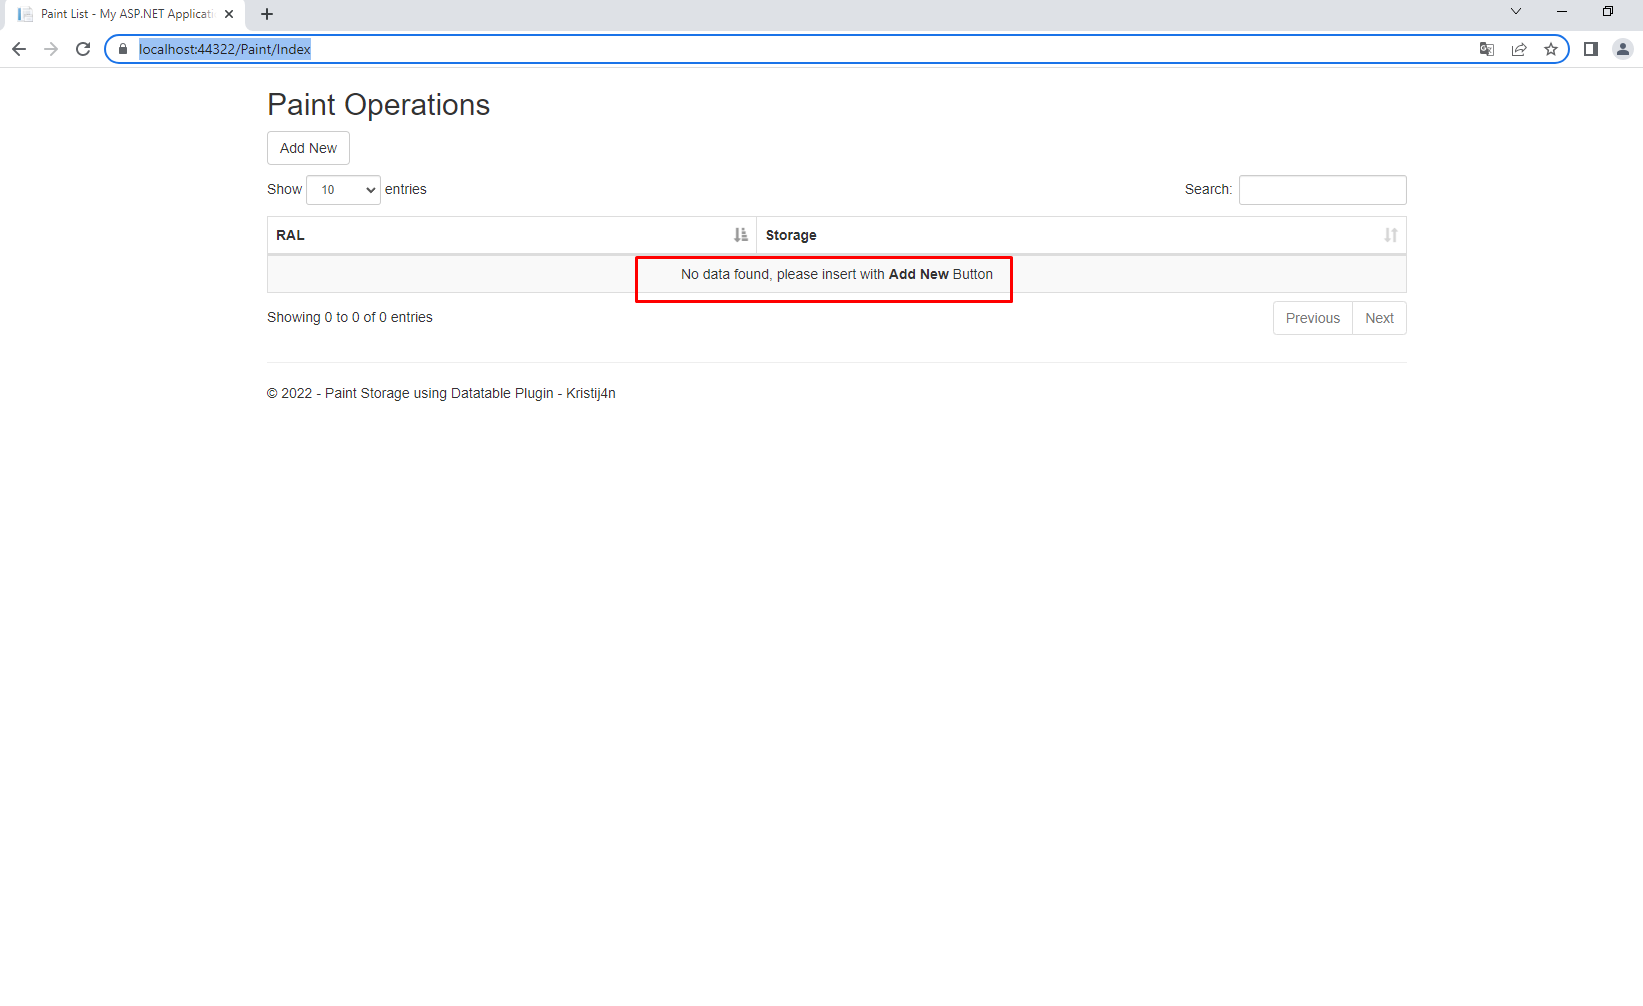 Paint List - My ASP.NET Applicati
localhost:44322/Paint/Index
Paint Operations
Add New
Show 10 entries Search:
RAL Storage
No data found, please insert with Add New Button
Showing 0 to 0 of 0 entries Previous Next
© 2022 - Paint Storage using Datatable Plugin - Kristij4n